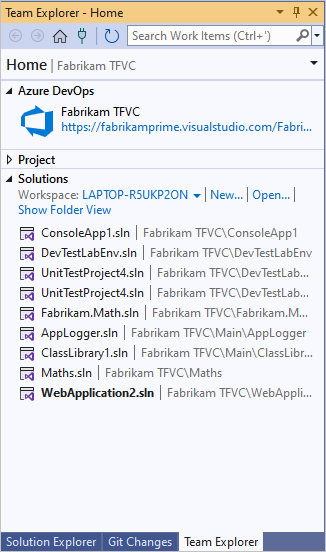 Team Explorer - Home
Search Work Items (Ctrl+')
Home | Fabrikam TFVC
Azure DevOps
Fabrikam TFVC
https://fabrikamprime.visualstudio.com/Fabri...
Project
Solutions
Workspace: LAPTOP-R5UKP2ON | New... | Open... |
Show Folder View
ConsoleApp1.sln | Fabrikam TFVC\ConsoleApp1
DevTestLabEnv.sln | Fabrikam TFVC\DevTestLabEnv
UnitTestProject4.sln | Fabrikam TFVC\DevTestLab...
UnitTestProject4.sln | Fabrikam TFVC\DevTestLab...
Fabrikam.Math.sln | Fabrikam TFVC\Fabrikam.M...
AppLogger.sln | Fabrikam TFVC\Main\AppLogger
ClassLibrary1.sln | Fabrikam TFVC\Main\ClassLibr...
Maths.sln | Fabrikam TFVC\Maths
WebApplication2.sln | Fabrikam TFVC\WebAppli...
Solution Explorer Git Changes Team Explorer